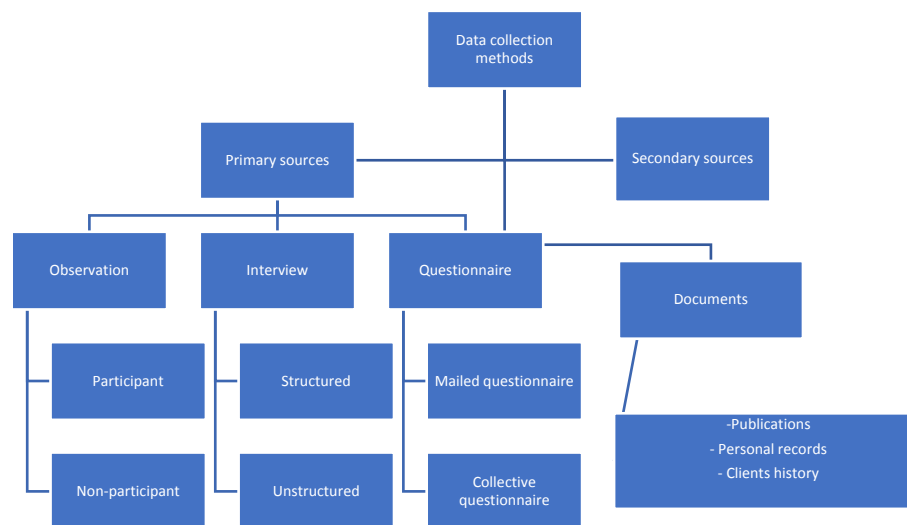 Data collection
methods
Primary sources
Secondary sources
Observation
Interview
Questionnaire
Documents
Participant
Structured
Mailed questionnaire
-Publications
- Personal records
- Clients history
Non-participant
Unstructured
Collective
questionnaire